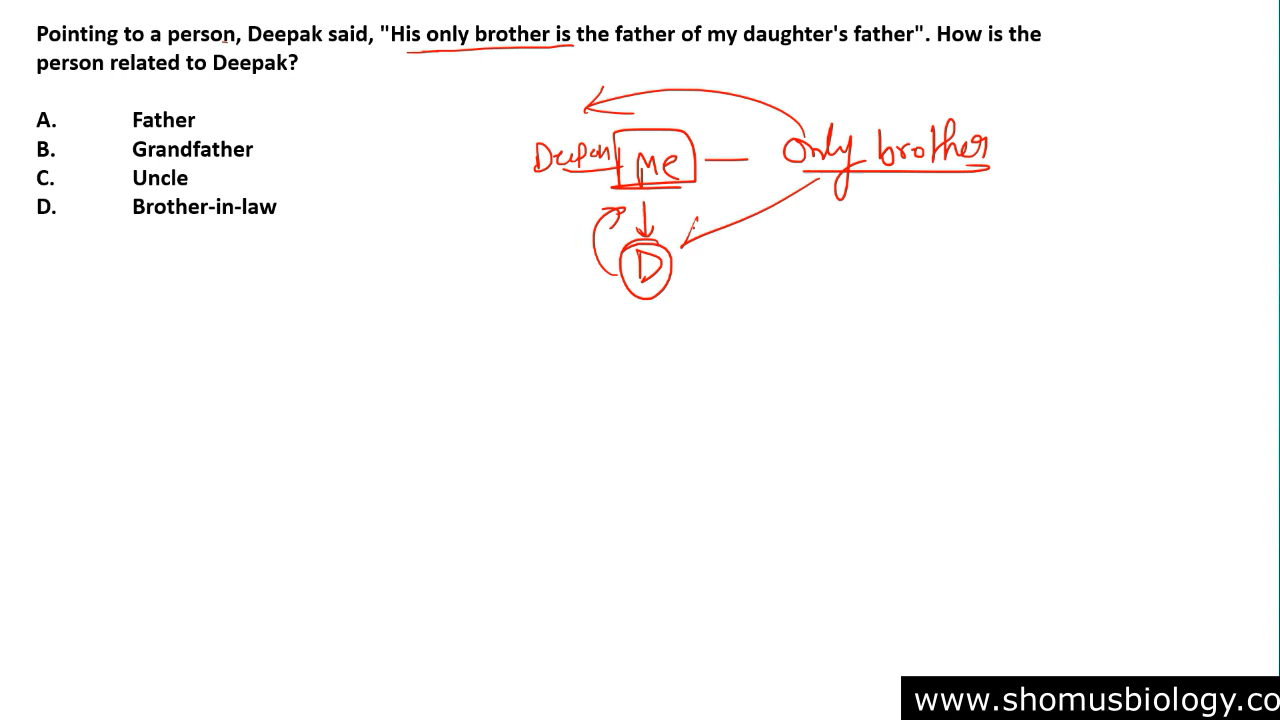 Pointing to a person, Deepak said, "His only brother is the father of my daughter's father". How is the
person related to Deepak?
A. Father
B. Grandfather
C. Uncle
D. Brother-in-law
Me
Only brother
D
www.shomusbiology.co